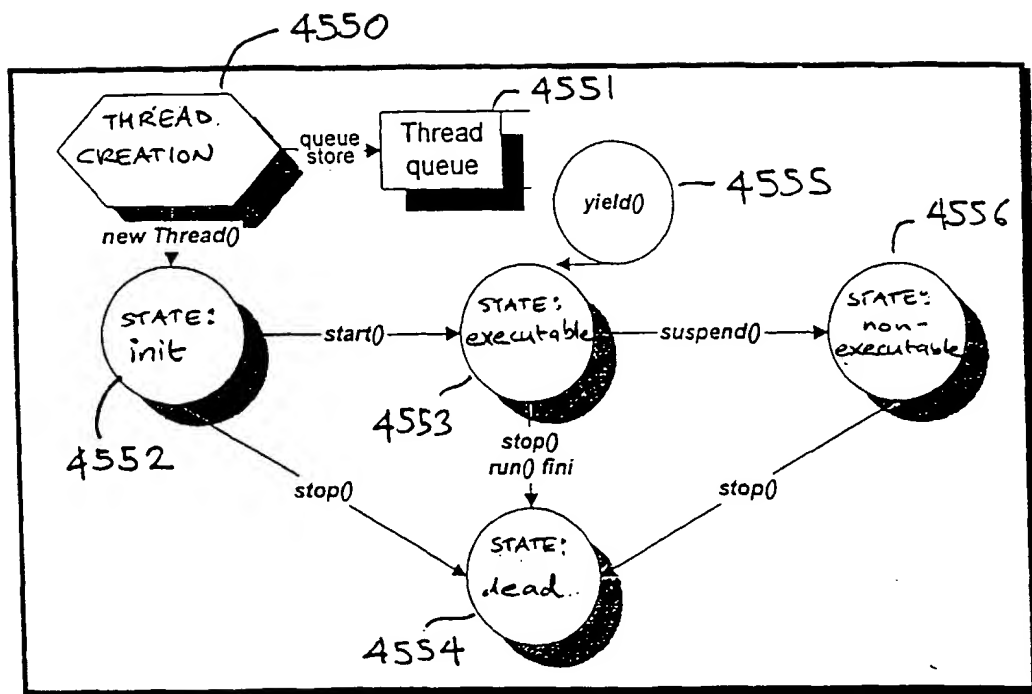 4550
THREAD.
CREATION
queue
store
Thread
queue
4551
yield()
4555
4556
new Thread()
STATE:
init
start()
STATE:
executable
suspend()
STATE:
non-
executable
4552
4553
stop()
run() fini
stop()
stop()
STATE:
dead..
4554